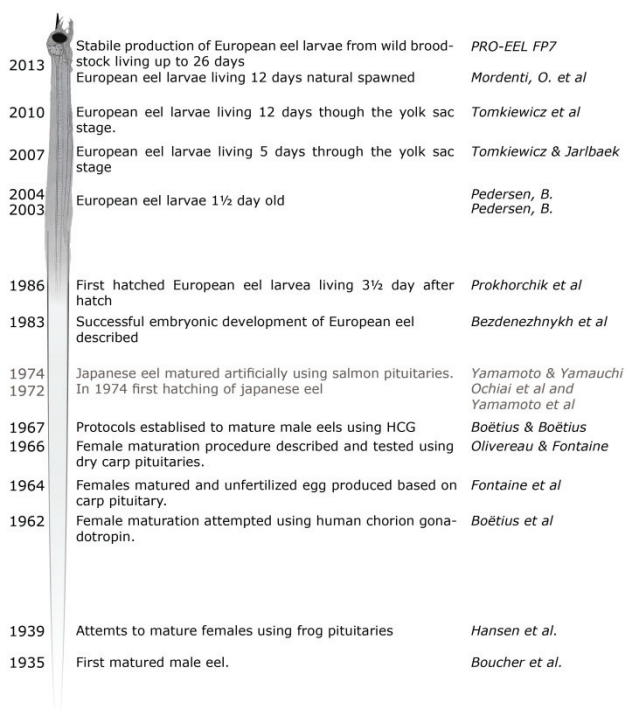 Stabile production of European eel larvae from wild brood- PRO-EEL FP7
2013 stock living up to 26 days
European eel larvae living 12 days natural spawned Mordenti, O. et al
2010 European eel larvae living 12 days though the yolk sac Tomkiewicz et al
stage.
2007 European eel larvae living 5 days through the yolk sac Tomkiewicz & Jarlbaek
stage
2004 Pedersen, B.
European eel larvae 1½ day old
2003 Pedersen, B.
1986 First hatched European eel larvea living 3½ day after Prokhorchik et al
hatch
1983 Successful embryonic development of European eel Bezdenezhnykh et al
described
1974 Japanese eel matured artificially using salmon pituitaries. Yamamoto & Yamauchi
1972 In 1974 first hatching of japanese eel Ochiai et al and
Yamamoto et al
1967 Protocols establised to mature male eels using HCG Boëtius & Boëtius
1966 Female maturation procedure described and tested using Olivereau & Fontaine
dry carp pituitaries.
1964 Females matured and unfertilized egg produced based on Fontaine et al
carp pituitary.
1962 Female maturation attempted using human chorion gona- Boëtius et al
dotropin.
1939 Attemts to mature females using frog pituitaries Hansen et al.
1935 First matured male eel. Boucher et al.